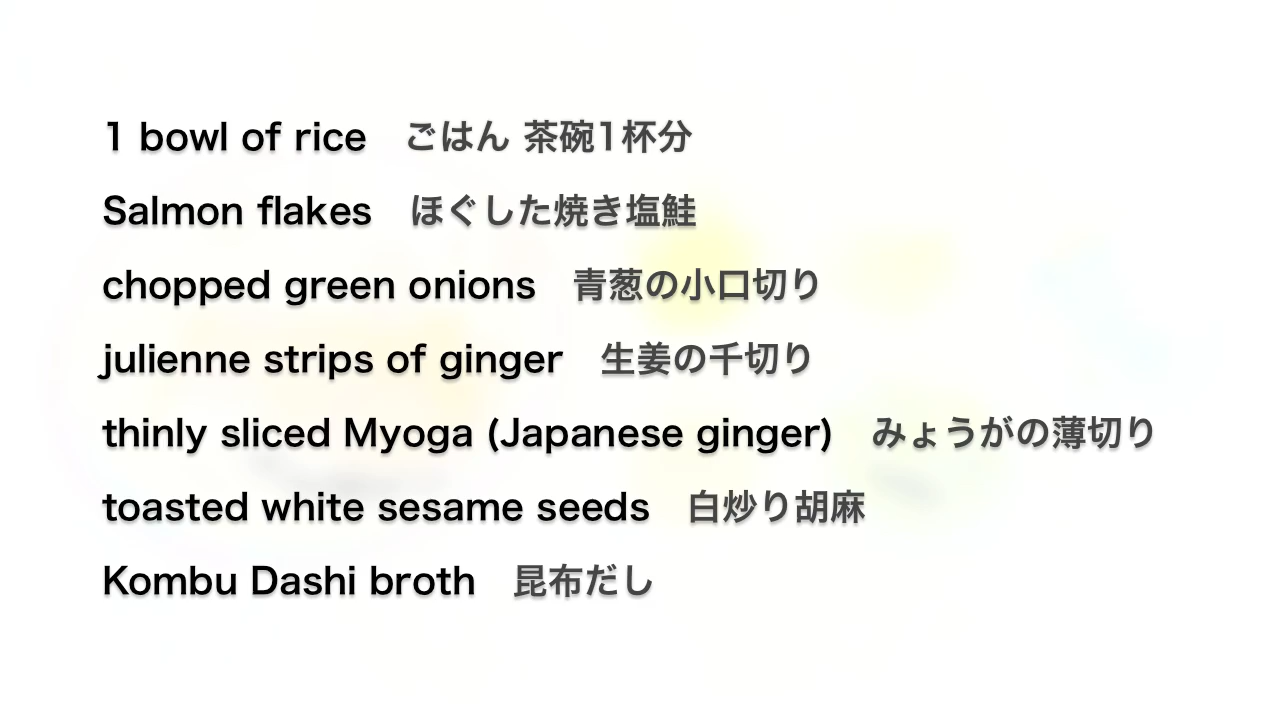 1 bowl of rice ごはん 茶碗1杯分
Salmon flakes ほぐした焼き塩鮭
chopped green onions 青葱の小口切り
julienne strips of ginger 生姜の千切り
thinly sliced Myoga (Japanese ginger) みょうがの薄切り
toasted white sesame seeds 白炒り胡麻
Kombu Dashi broth 昆布だし